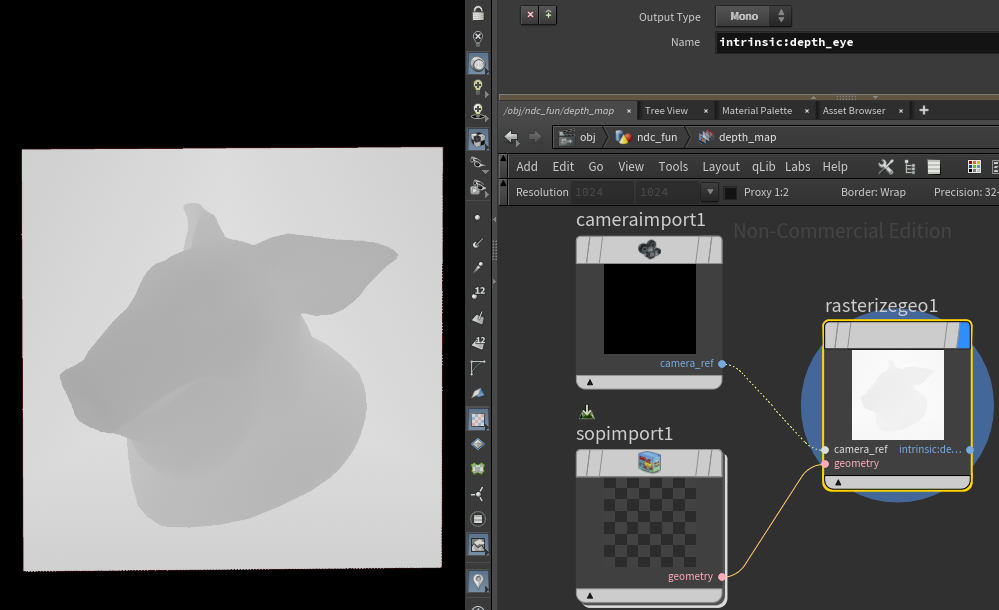 Output Type Mono
Name intrinsic:depth_eye
/obj/ndc_fun/depth_map × Tree View × Material Palette × Asset Browser × +
obj ndc_fun depth_map
Add Edit Go View Tools Layout qLib Labs Help
Resolution 1024 1024 Proxy 1:2 Border: Wrap Precision: 32-
cameraimport1
Non-Commercial Edition
camera_ref
rasterizegeo1
camera_ref intrinsic:de...
geometry
sopimport1
geometry
12
12